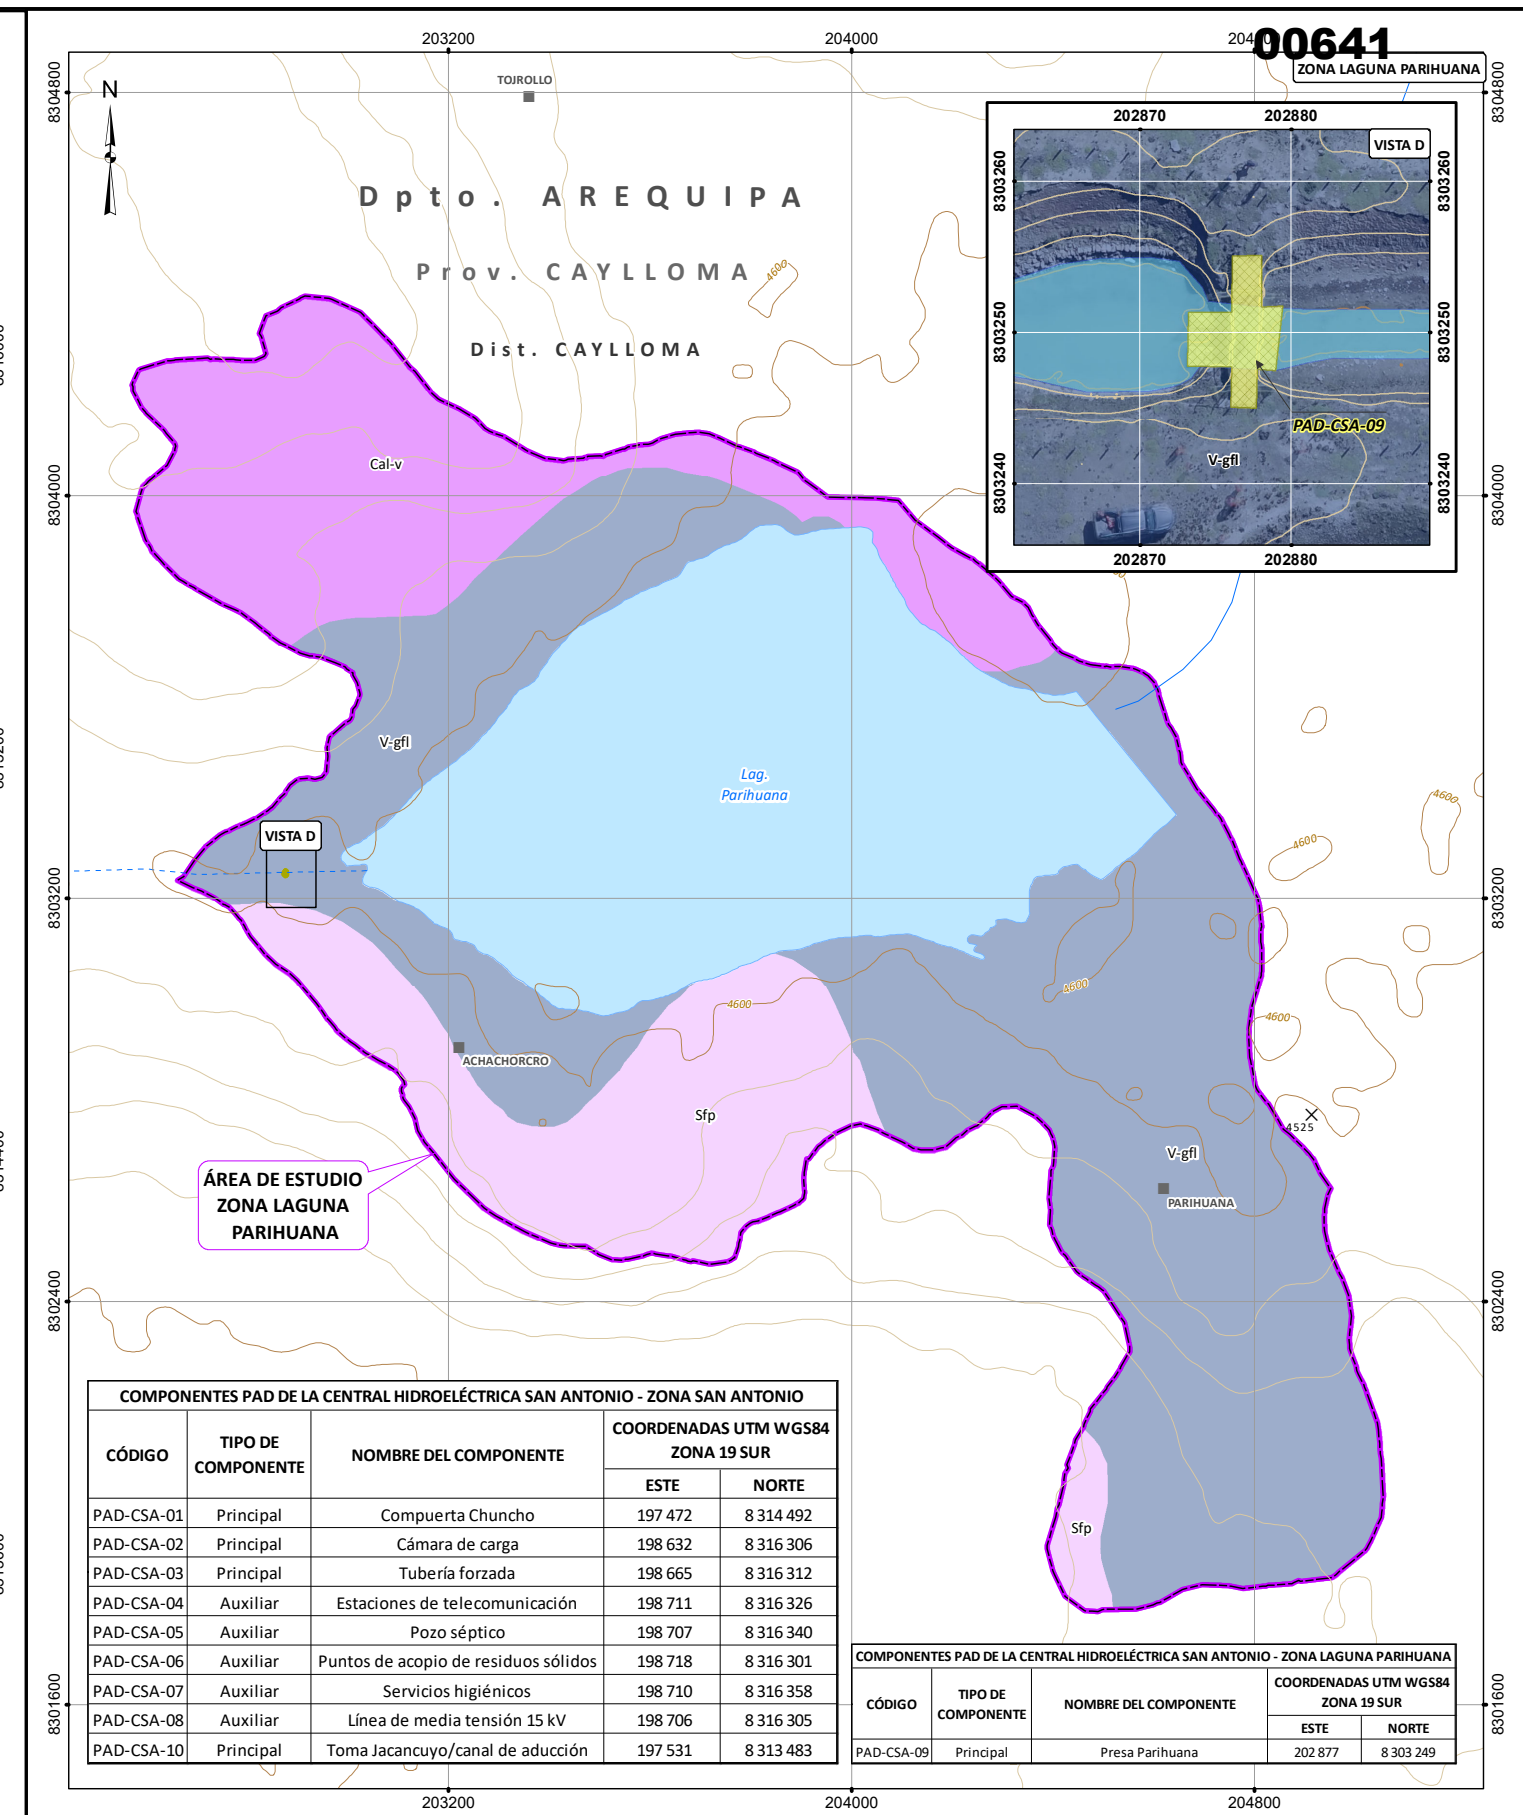 00641
203200
204000
ZONA LAGUNA PARIHUANA
8304800
8304800
N
TOJROLLO
Dpto. AREQUIPA
Prov. CAYLLOMA
Dist. CAYLLOMA
4600
202870
202880
VISTA D
8303260
8303260
8303250
8303250
8303240
8303240
PAD-CSA-09
V-gfl
202870
202880
Cal-v
8304000
8304000
V-gfl
Lag.
Parihuana
4600
4600
VISTA D
8303200
8303200
4600
4600
4600
ACHACHORCRO
Sfp
4525
V-gfl
PARIHUANA
ÁREA DE ESTUDIO
ZONA LAGUNA
PARIHUANA
8302400
8302400
Sfp
COMPONENTES PAD DE LA CENTRAL HIDROELÉCTRICA SAN ANTONIO - ZONA SAN ANTONIO
CÓDIGO TIPO DE COMPONENTE NOMBRE DEL COMPONENTE COORDENADAS UTM WGS84 ZONA 19 SUR
ESTE NORTE
PAD-CSA-01 Principal Compuerta Chuncho 197 472 8 314 492
PAD-CSA-02 Principal Cámara de carga 198 632 8 316 306
PAD-CSA-03 Principal Tubería forzada 198 665 8 316 312
PAD-CSA-04 Auxiliar Estaciones de telecomunicación 198 711 8 316 326
PAD-CSA-05 Auxiliar Pozo séptico 198 707 8 316 340
PAD-CSA-06 Auxiliar Puntos de acopio de residuos sólidos 198 718 8 316 301
PAD-CSA-07 Auxiliar Servicios higiénicos 198 710 8 316 358
PAD-CSA-08 Auxiliar Línea de media tensión 15 kV 198 706 8 316 305
PAD-CSA-10 Principal Toma Jacancuyo/canal de aducción 197 531 8 313 483
COMPONENTES PAD DE LA CENTRAL HIDROELÉCTRICA SAN ANTONIO - ZONA LAGUNA PARIHUANA
CÓDIGO TIPO DE COMPONENTE NOMBRE DEL COMPONENTE COORDENADAS UTM WGS84 ZONA 19 SUR
ESTE NORTE
PAD-CSA-09 Principal Presa Parihuana 202 877 8 303 249
8301600
8301600
203200
204000
204800